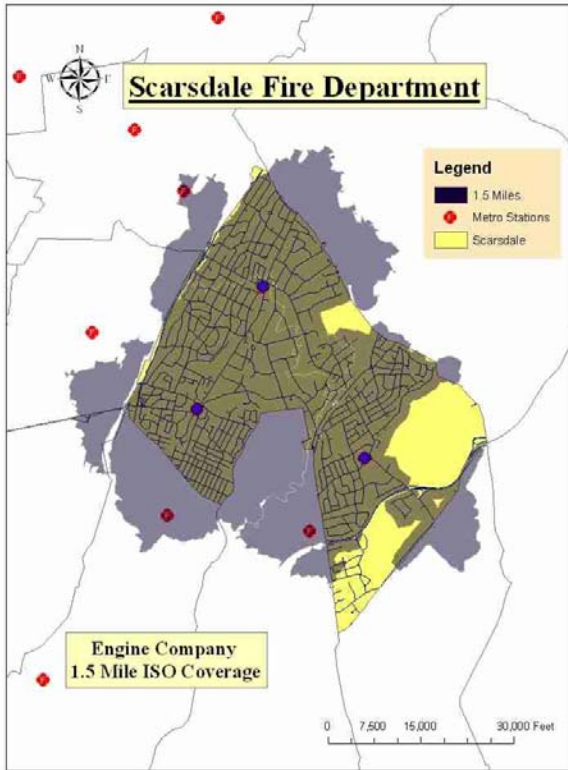 N
W E
S
Scarsdale Fire Department
Legend
1.5 Miles
F Metro Stations
Scarsdale
Engine Company
1.5 Mile ISO Coverage
0 7,500 15,000 30,000 Feet